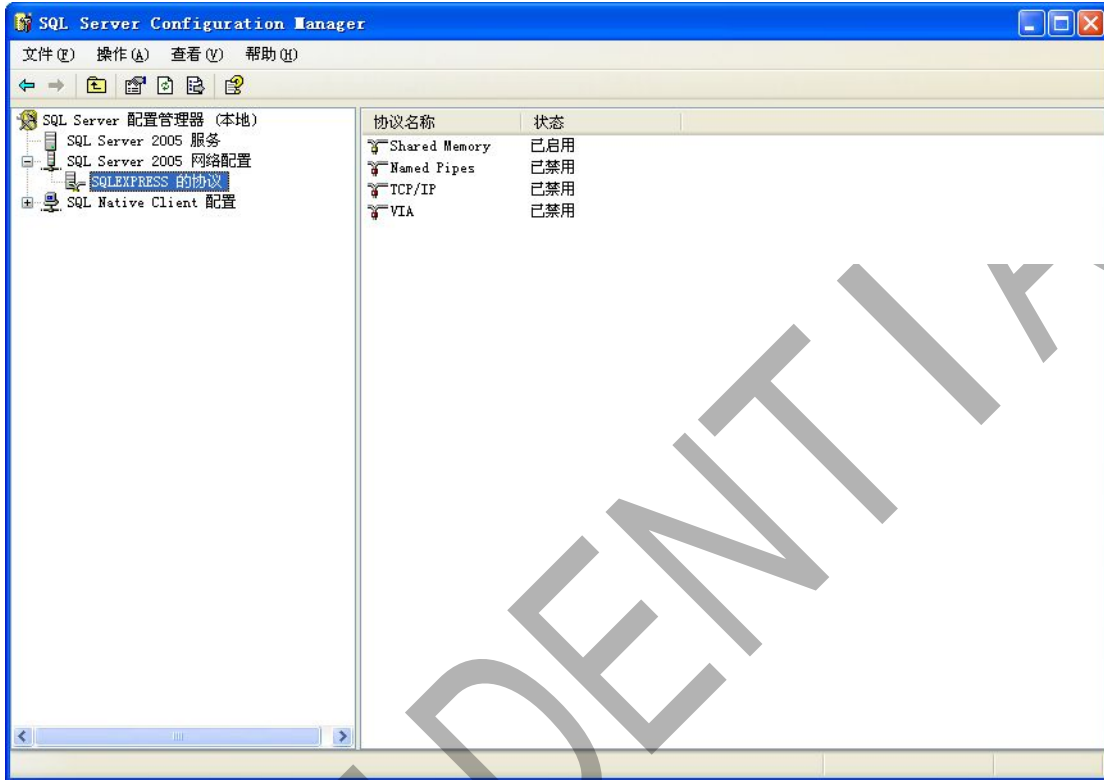 SQL Server Configuration Manager
文件(F) 操作(A) 查看(V) 帮助(H)
SQL Server 配置管理器 (本地)
SQL Server 2005 服务
SQL Server 2005 网络配置
SQLEXPRESS 的协议
SQL Native Client 配置
协议名称 状态
Shared Memory 已启用
Named Pipes 已禁用
TCP/IP 已禁用
VIA 已禁用
DENTIA